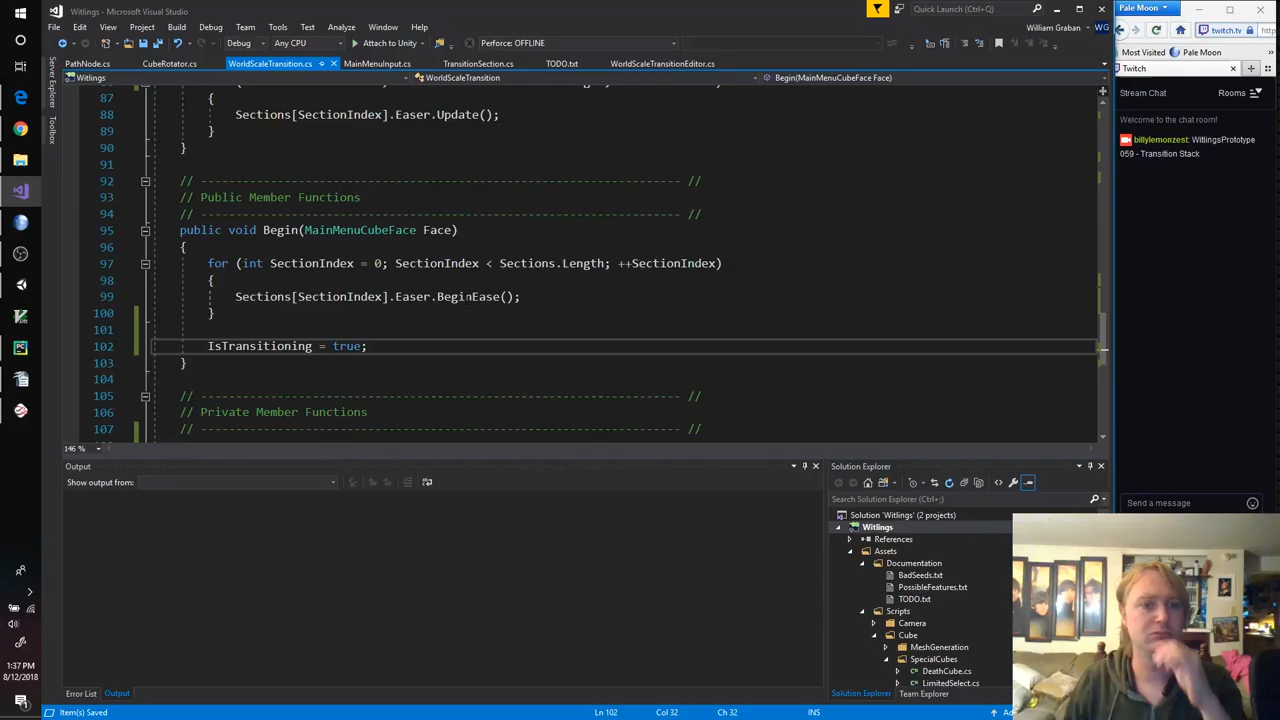 Witlings - Microsoft Visual Studio
Quick Launch (Ctrl+Q)
Pale Moon
File Edit View Project Build Debug Team Tools Test Analyze Window Help
William Graban WG
Debug Any CPU Attach to Unity Perforce: OFFLINE
twitch.tv http
Most Visited Pale Moon
PathNode.cs CubeRotator.cs WorldScaleTransition.cs MainMenuInput.cs TransitionSection.cs TODO.txt WorldScaleTransitionEditor.cs
Twitch
Witlings WorldScaleTransition Begin(MainMenuCubeFace Face)
Stream Chat Rooms
Welcome to the chat room!
billylemonzest: WitlingsPrototype
059 - Transition Stack
Send a message
Server Explorer
Toolbox
87 {
88 Sections[SectionIndex].Easer.Update();
89 }
90 }
91
92 // --------------------------------------------------------------------- //
93 // Public Member Functions
94 // --------------------------------------------------------------------- //
95 public void Begin(MainMenuCubeFace Face)
96 {
97 for (int SectionIndex = 0; SectionIndex < Sections.Length; ++SectionIndex)
98 {
99 Sections[SectionIndex].Easer.BeginEase();
100 }
101
102 IsTransitioning = true;
103 }
104
105 // --------------------------------------------------------------------- //
106 // Private Member Functions
107 // --------------------------------------------------------------------- //
146 %
Output
Show output from:
Solution Explorer
Search Solution Explorer (Ctrl+;)
Solution 'Witlings' (2 projects)
Witlings
References
Assets
Documentation
BadSeeds.txt
PossibleFeatures.txt
TODO.txt
Scripts
Camera
Cube
MeshGeneration
SpecialCubes
DeathCube.cs
LimitedSelect.cs
Error List Output
Solution Explorer Team Explorer
1:37 PM
8/12/2018
Item(s) Saved Ln 102 Col 32 Ch 32 INS